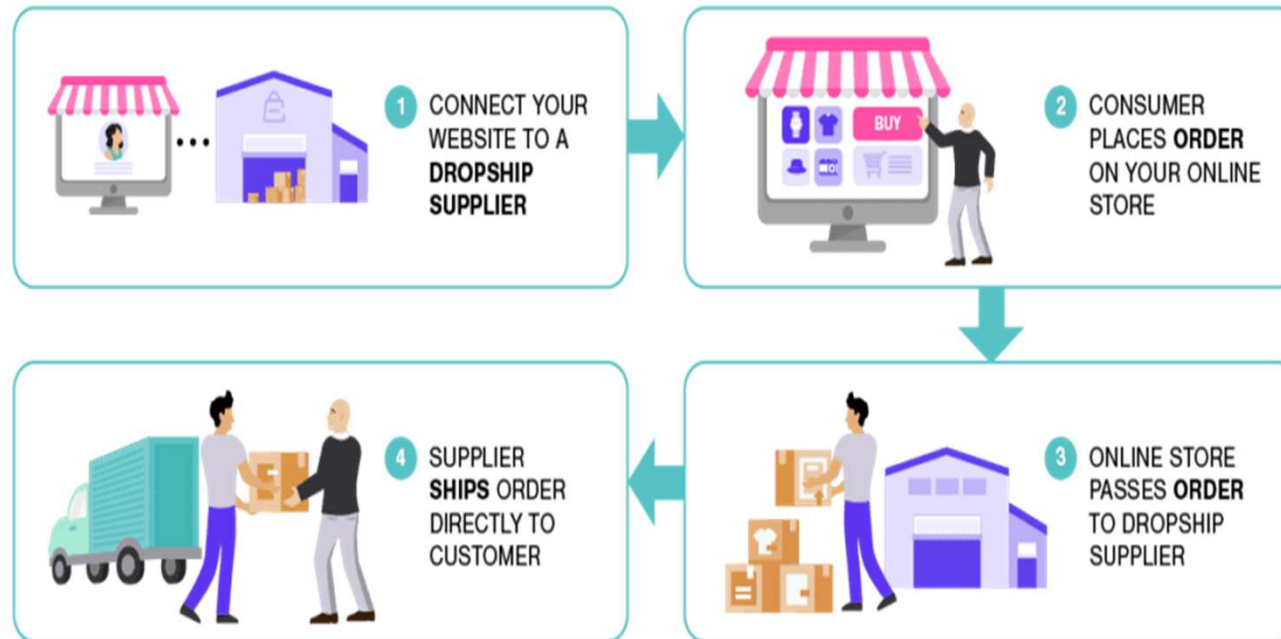 1
CONNECT YOUR
WEBSITE TO A
DROPSHIP
SUPPLIER
BUY
2
CONSUMER
PLACES ORDER
ON YOUR ONLINE
STORE
3
ONLINE STORE
PASSES ORDER
TO DROPSHIP
SUPPLIER
4
SUPPLIER
SHIPS ORDER
DIRECTLY TO
CUSTOMER